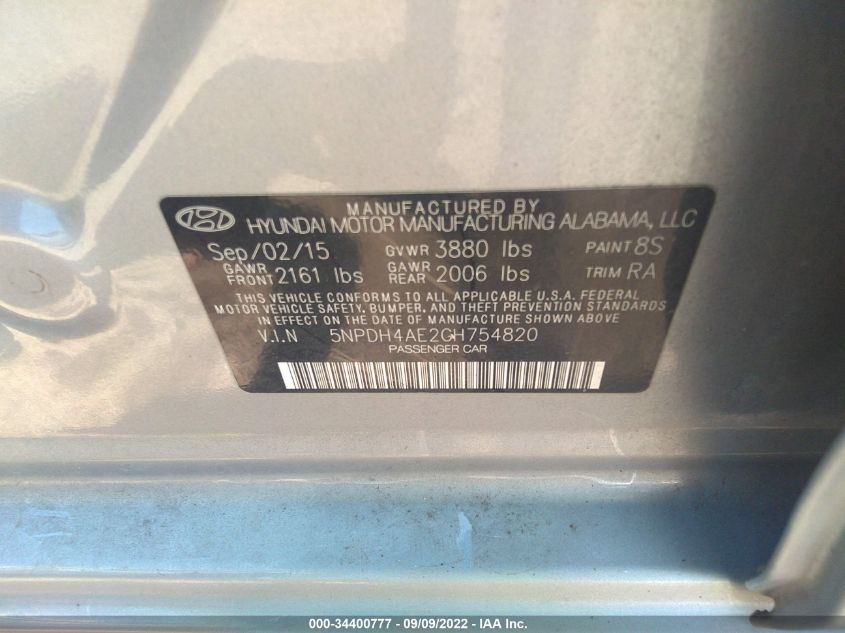 MANUFACTURED BY
HYUNDAI MOTOR MANUFACTURING ALABAMA, LLC
Sep/02/15 GVWR 3880 lbs PAINT 8S
GAWR FRONT 2161 lbs GAWR REAR 2006 lbs TRIM RA
THIS VEHICLE CONFORMS TO ALL APPLICABLE U.S.A. FEDERAL
MOTOR VEHICLE SAFETY, BUMPER, AND THEFT PREVENTION STANDARDS
IN EFFECT ON THE DATE OF MANUFACTURE SHOWN ABOVE
V.I.N 5NPDH4AE2GH754820
PASSENGER CAR
000-34400777 - 09/09/2022 - IAA Inc.